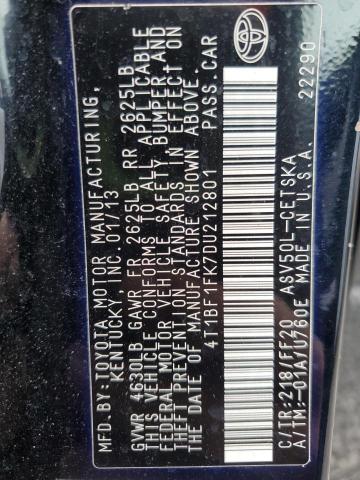 MFD.BY:TOYOTA MOTOR MANUFACTURING,
KENTUCKY, INC. 01/13
GVWR 4630LB GAWR FR 2625LB RR 2625LB
THIS VEHICLE CONFORMS TO ALL APPLICABLE
FEDERAL MOTOR VEHICLE SAFETY, BUMPER, AND
THEFT PREVENTION STANDARDS IN EFFECT ON
THE DATE OF MANUFACTURE SHOWN ABOVE.
4T1BF1FK7DU212801 PASS.CAR
C/TR:218/FF20 ASV50L-CETSKA
A/TM:-01A/U760E MADE IN U.S.A. 22290